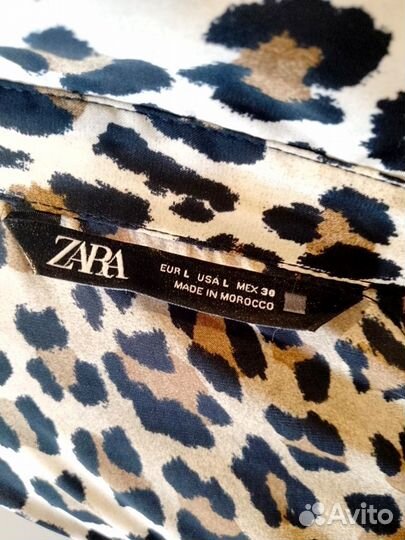 ZARA
EUR L USA L MEX 30
MADE IN MOROCCO
Avito